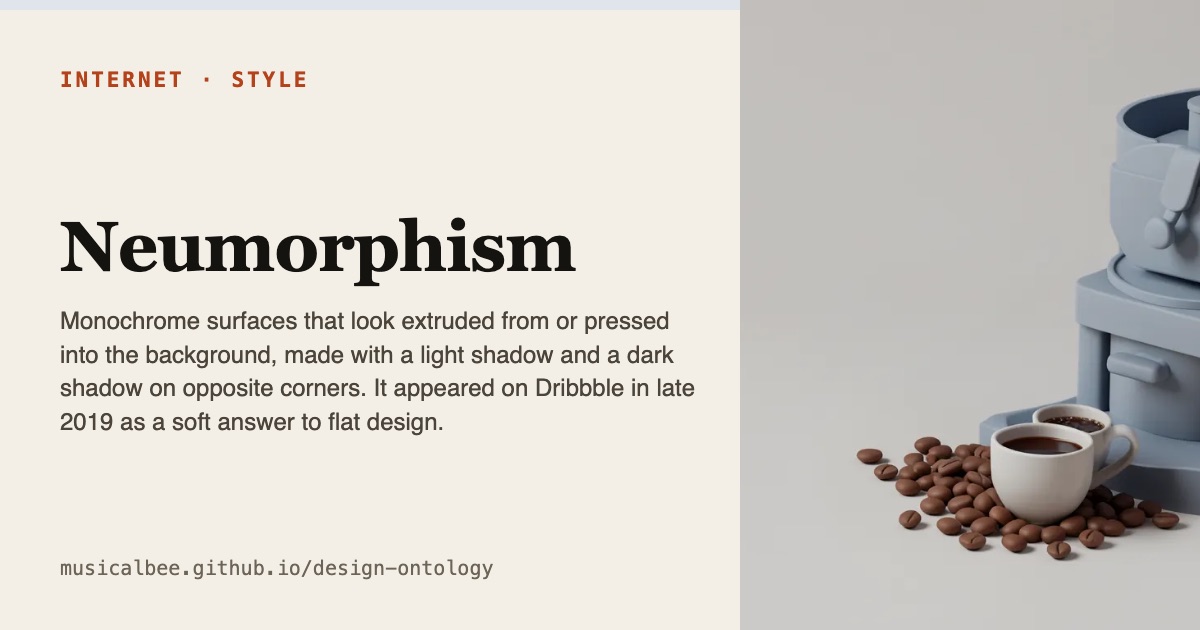 INTERNET · STYLE
Neumorphism
Monochrome surfaces that look extruded from or pressed
into the background, made with a light shadow and a dark
shadow on opposite corners. It appeared on Dribbble in late
2019 as a soft answer to flat design.
musicalbee.github.io/design-ontology